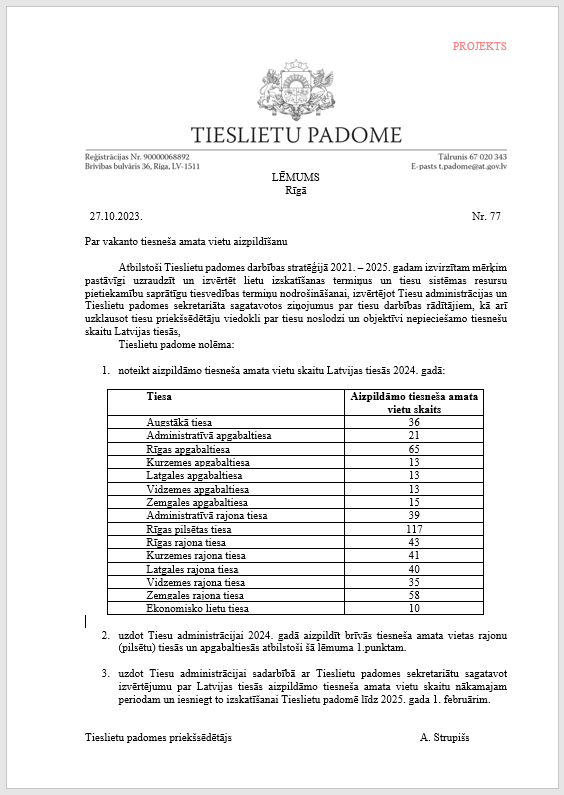 PROJEKTS
TIESLIETU PADOME
Reģistrācijas Nr. 90000068892 Tālrunis 67 020 343
Brīvības bulvāris 36, Rīga, LV-1511 E-pasts t.padome@at.gov.lv
LĒMUMS
Rīgā
27.10.2023. Nr. 77
Par vakanto tiesneša amata vietu aizpildīšanu
Atbilstoši Tieslietu padomes darbības stratēģijā 2021. – 2025. gadam izvirzītam mērķim
pastāvīgi uzraudzīt un izvērtēt lietu izskatīšanas termiņus un tiesu sistēmas resursu
pietiekamību saprātīgu tiesvedības termiņu nodrošināšanai, izvērtējot Tiesu administrācijas un
Tieslietu padomes sekretariāta sagatavotos ziņojumus par tiesu darbības rādītājiem, kā arī
uzklausot tiesu priekšsēdētāju viedokli par tiesu noslodzi un objektīvi nepieciešamo tiesnešu
skaitu Latvijas tiesās,
Tieslietu padome nolēma:
1. noteikt aizpildāmo tiesneša amata vietu skaitu Latvijas tiesās 2024. gadā:
Tiesa Aizpildāmo tiesneša amata
vietu skaits
Augstākā tiesa 36
Administratīvā apgabaltiesa 21
Rīgas apgabaltiesa 65
Kurzemes apgabaltiesa 13
Latgales apgabaltiesa 13
Vidzemes apgabaltiesa 13
Zemgales apgabaltiesa 15
Administratīvā rajona tiesa 39
Rīgas pilsētas tiesa 117
Rīgas rajona tiesa 43
Kurzemes rajona tiesa 41
Latgales rajona tiesa 40
Vidzemes rajona tiesa 35
Zemgales rajona tiesa 58
Ekonomisko lietu tiesa 10
2. uzdot Tiesu administrācijai 2024. gadā aizpildīt brīvās tiesneša amata vietas rajonu
(pilsētu) tiesās un apgabaltiesās atbilstoši šā lēmuma 1.punktam.
3. uzdot Tiesu administrācijai sadarbībā ar Tieslietu padomes sekretariātu sagatavot
izvērtējumu par Latvijas tiesās aizpildāmo tiesneša amata vietu skaitu nākamajam
periodam un iesniegt to izskatīšanai Tieslietu padomē līdz 2025. gada 1. februārim.
Tieslietu padomes priekšsēdētājs A. Strupišs